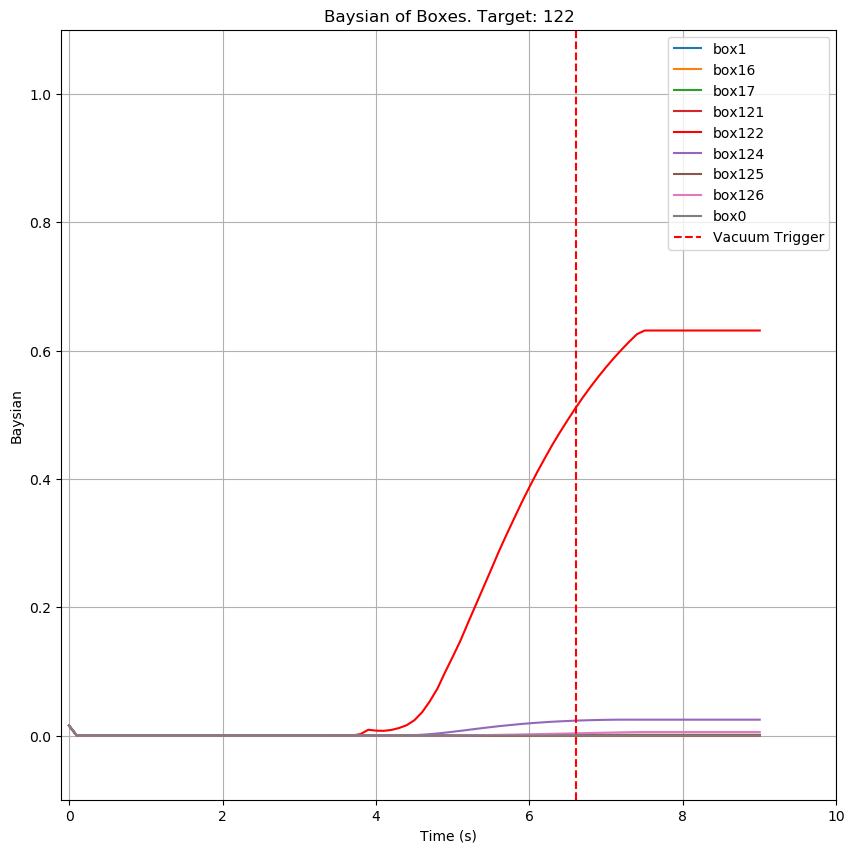 Baysian of Boxes. Target: 122
box1
box16
box17
box121
box122
box124
box125
box126
box0
Vacuum Trigger
1.0
0.8
0.6
0.4
0.2
0.0
Baysian
0 2 4 6 8 10
Time (s)